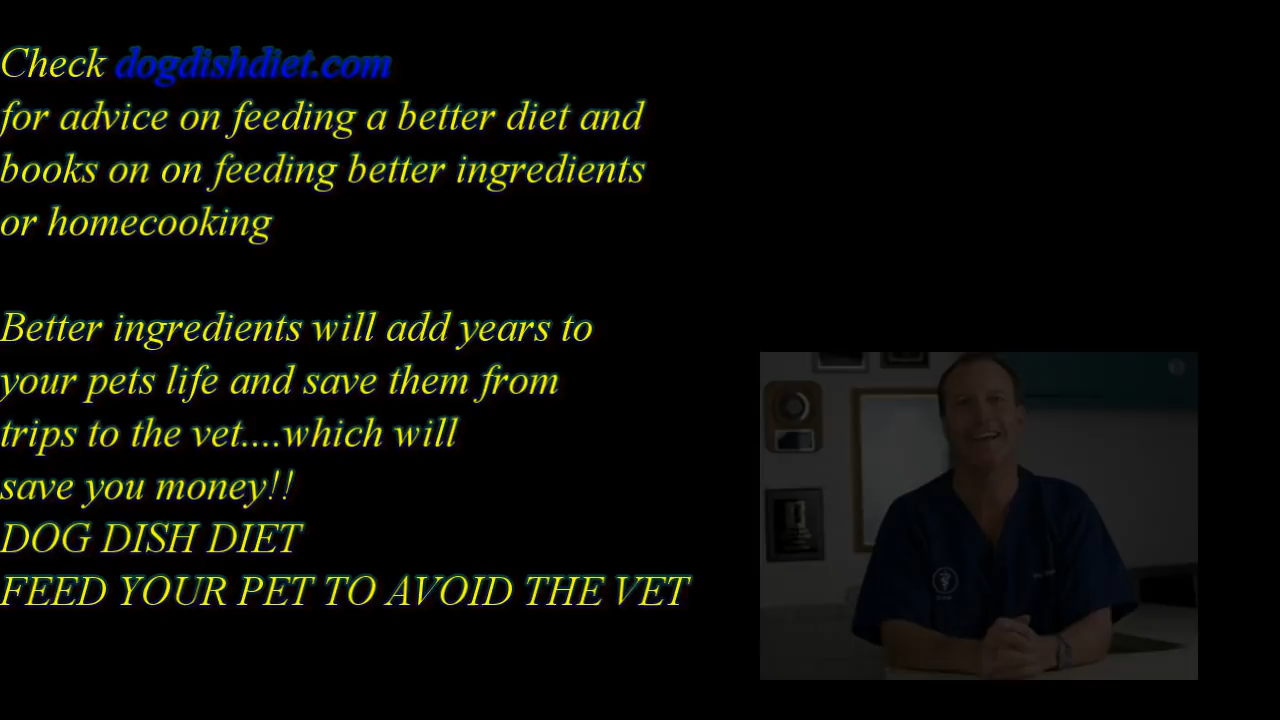 Check dogdishdiet.com
for advice on feeding a better diet and
books on on feeding better ingredients
or homecooking
Better ingredients will add years to
your pets life and save them from
trips to the vet....which will
save you money!!
DOG DISH DIET
FEED YOUR PET TO AVOID THE VET